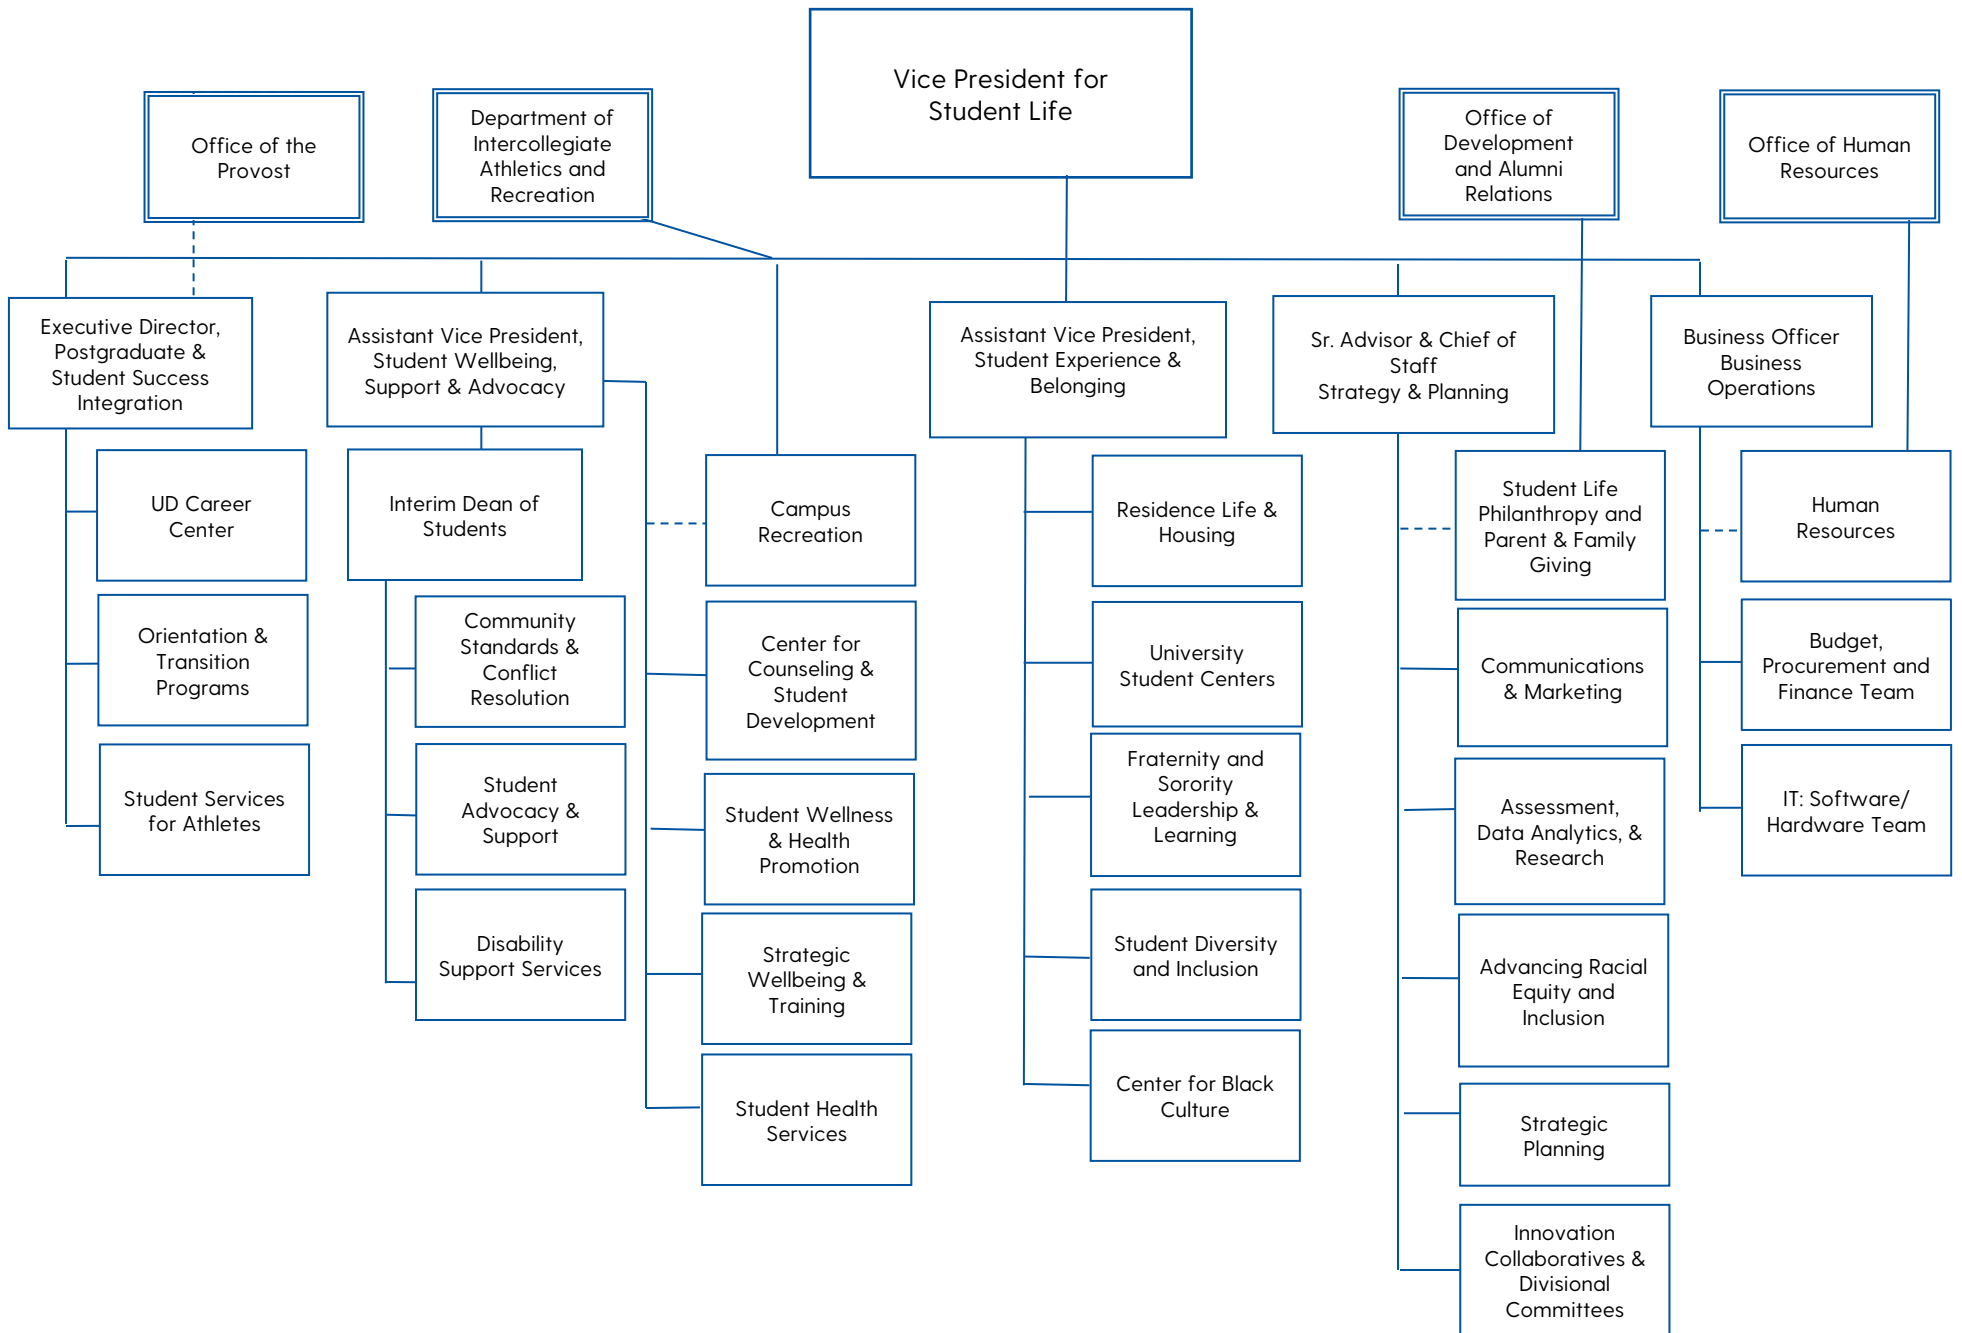 Vice President for
Student Life
Office of the
Provost
Department of
Intercollegiate
Athletics and
Recreation
Office of
Development
and Alumni
Relations
Office of Human
Resources
Executive Director,
Postgraduate &
Student Success
Integration
Assistant Vice President,
Student Wellbeing,
Support & Advocacy
Assistant Vice President,
Student Experience &
Belonging
Sr. Advisor & Chief of
Staff
Strategy & Planning
Business Officer
Business
Operations
UD Career
Center
Orientation &
Transition
Programs
Student Services
for Athletes
Interim Dean of
Students
Community
Standards &
Conflict
Resolution
Student
Advocacy &
Support
Disability
Support Services
Campus
Recreation
Center for
Counseling &
Student
Development
Student Wellness
& Health
Promotion
Strategic
Wellbeing &
Training
Student Health
Services
Residence Life &
Housing
University
Student Centers
Fraternity and
Sorority
Leadership &
Learning
Student Diversity
and Inclusion
Center for Black
Culture
Student Life
Philanthropy and
Parent & Family
Giving
Communications
& Marketing
Assessment,
Data Analytics, &
Research
Advancing Racial
Equity and
Inclusion
Strategic
Planning
Innovation
Collaboratives &
Divisional
Committees
Human
Resources
Budget,
Procurement and
Finance Team
IT: Software/
Hardware Team